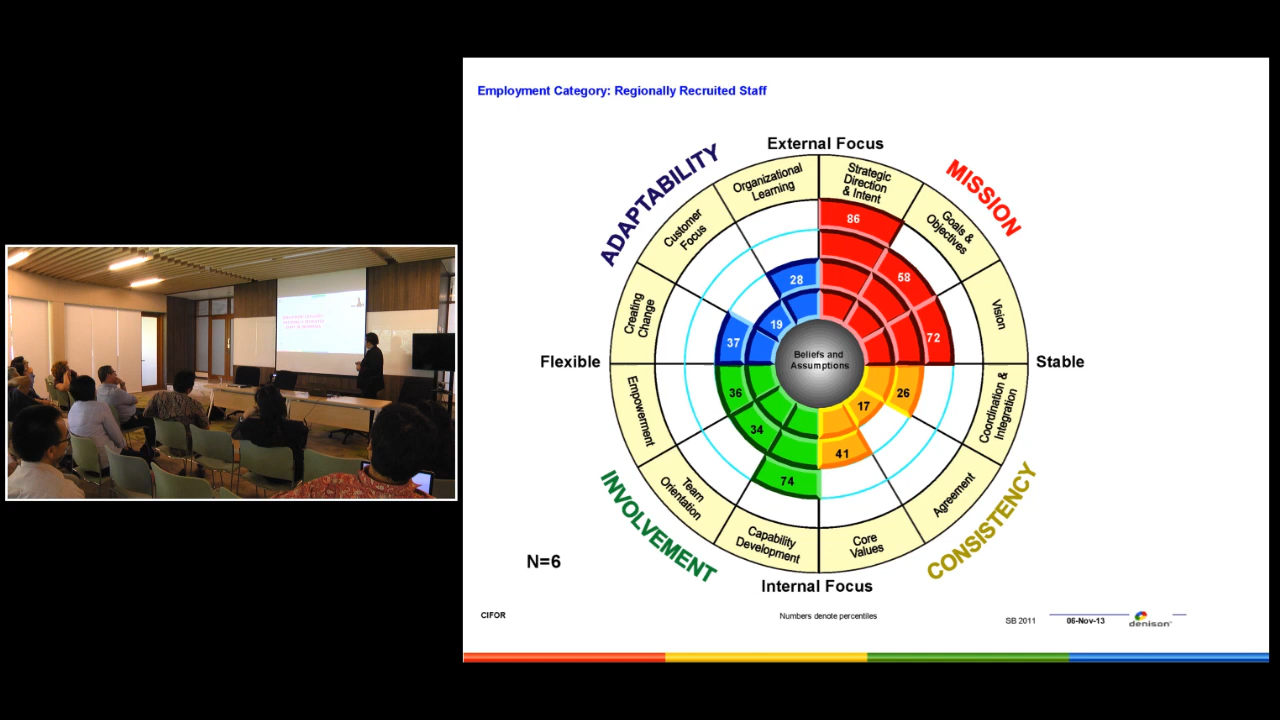 Employment Category: Regionally Recruited Staff
External Focus
ADAPTABILITY
MISSION
Organizational
Learning
Strategic
Direction
& Intent
Customer
Focus
Goals &
Objectives
Creating
Change
Vision
86
58
72
28
19
37
Flexible
Beliefs and
Assumptions
Stable
36
34
74
26
17
41
Empowerment
Coordination &
Integration
Team
Orientation
Agreement
Capability
Development
Core
Values
INVOLVEMENT
CONSISTENCY
N=6
Internal Focus
CIFOR
Numbers denote percentiles
SB 2011
06-Nov-13
denison